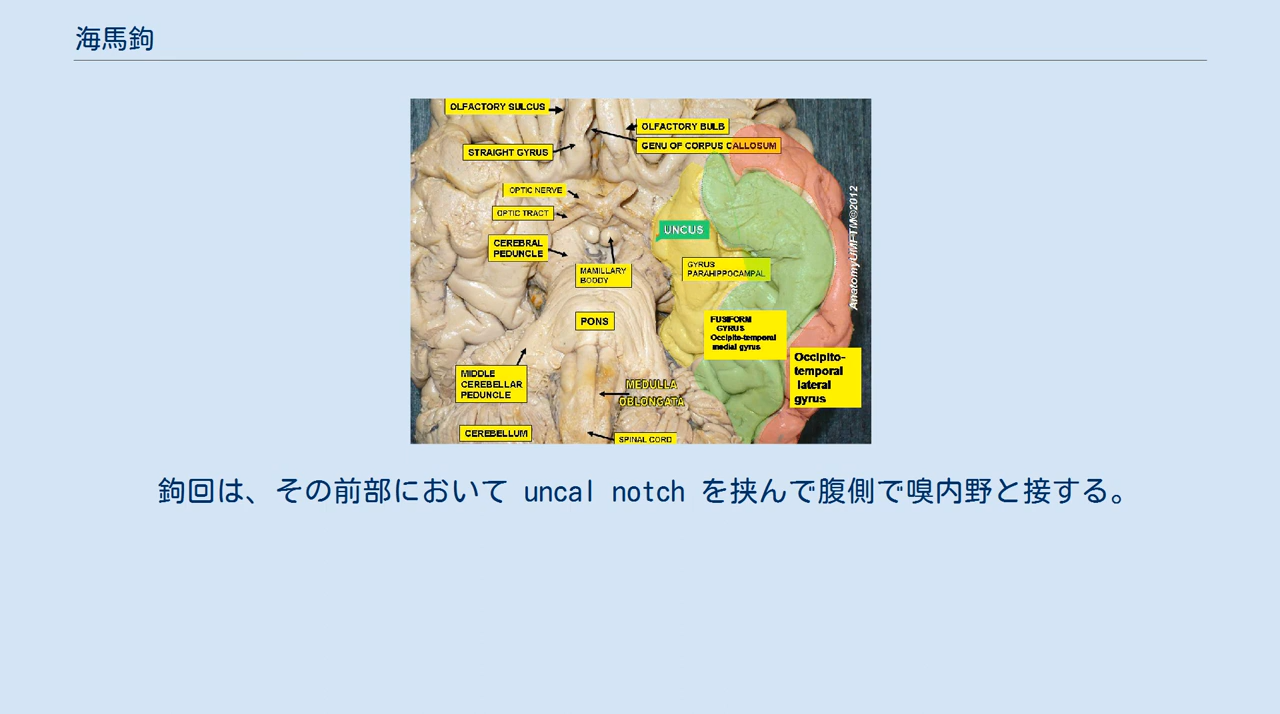 海馬鉤
OLFACTORY SULCUS
OLFACTORY BULB
GENU OF CORPUS CALLOSUM
STRAIGHT GYRUS
OPTIC NERVE
OPTIC TRACT
UNCUS
CEREBRAL
PEDUNCLE
MAMILLARY
BODDY
GYRUS
PARAHIPPOCAMPAL
PONS
FUSIFORM
GYRUS
Occipito-temporal
medial gyrus
Occipito-
temporal
lateral
gyrus
MIDDLE
CEREBELLAR
PEDUNCLE
MEDULLA
OBLONGATA
CEREBELLUM
SPINAL CORD
AnatomyUMFTM©2012
鉤回は、その前部において uncal notch を挟んで腹側で嗅内野と接する。